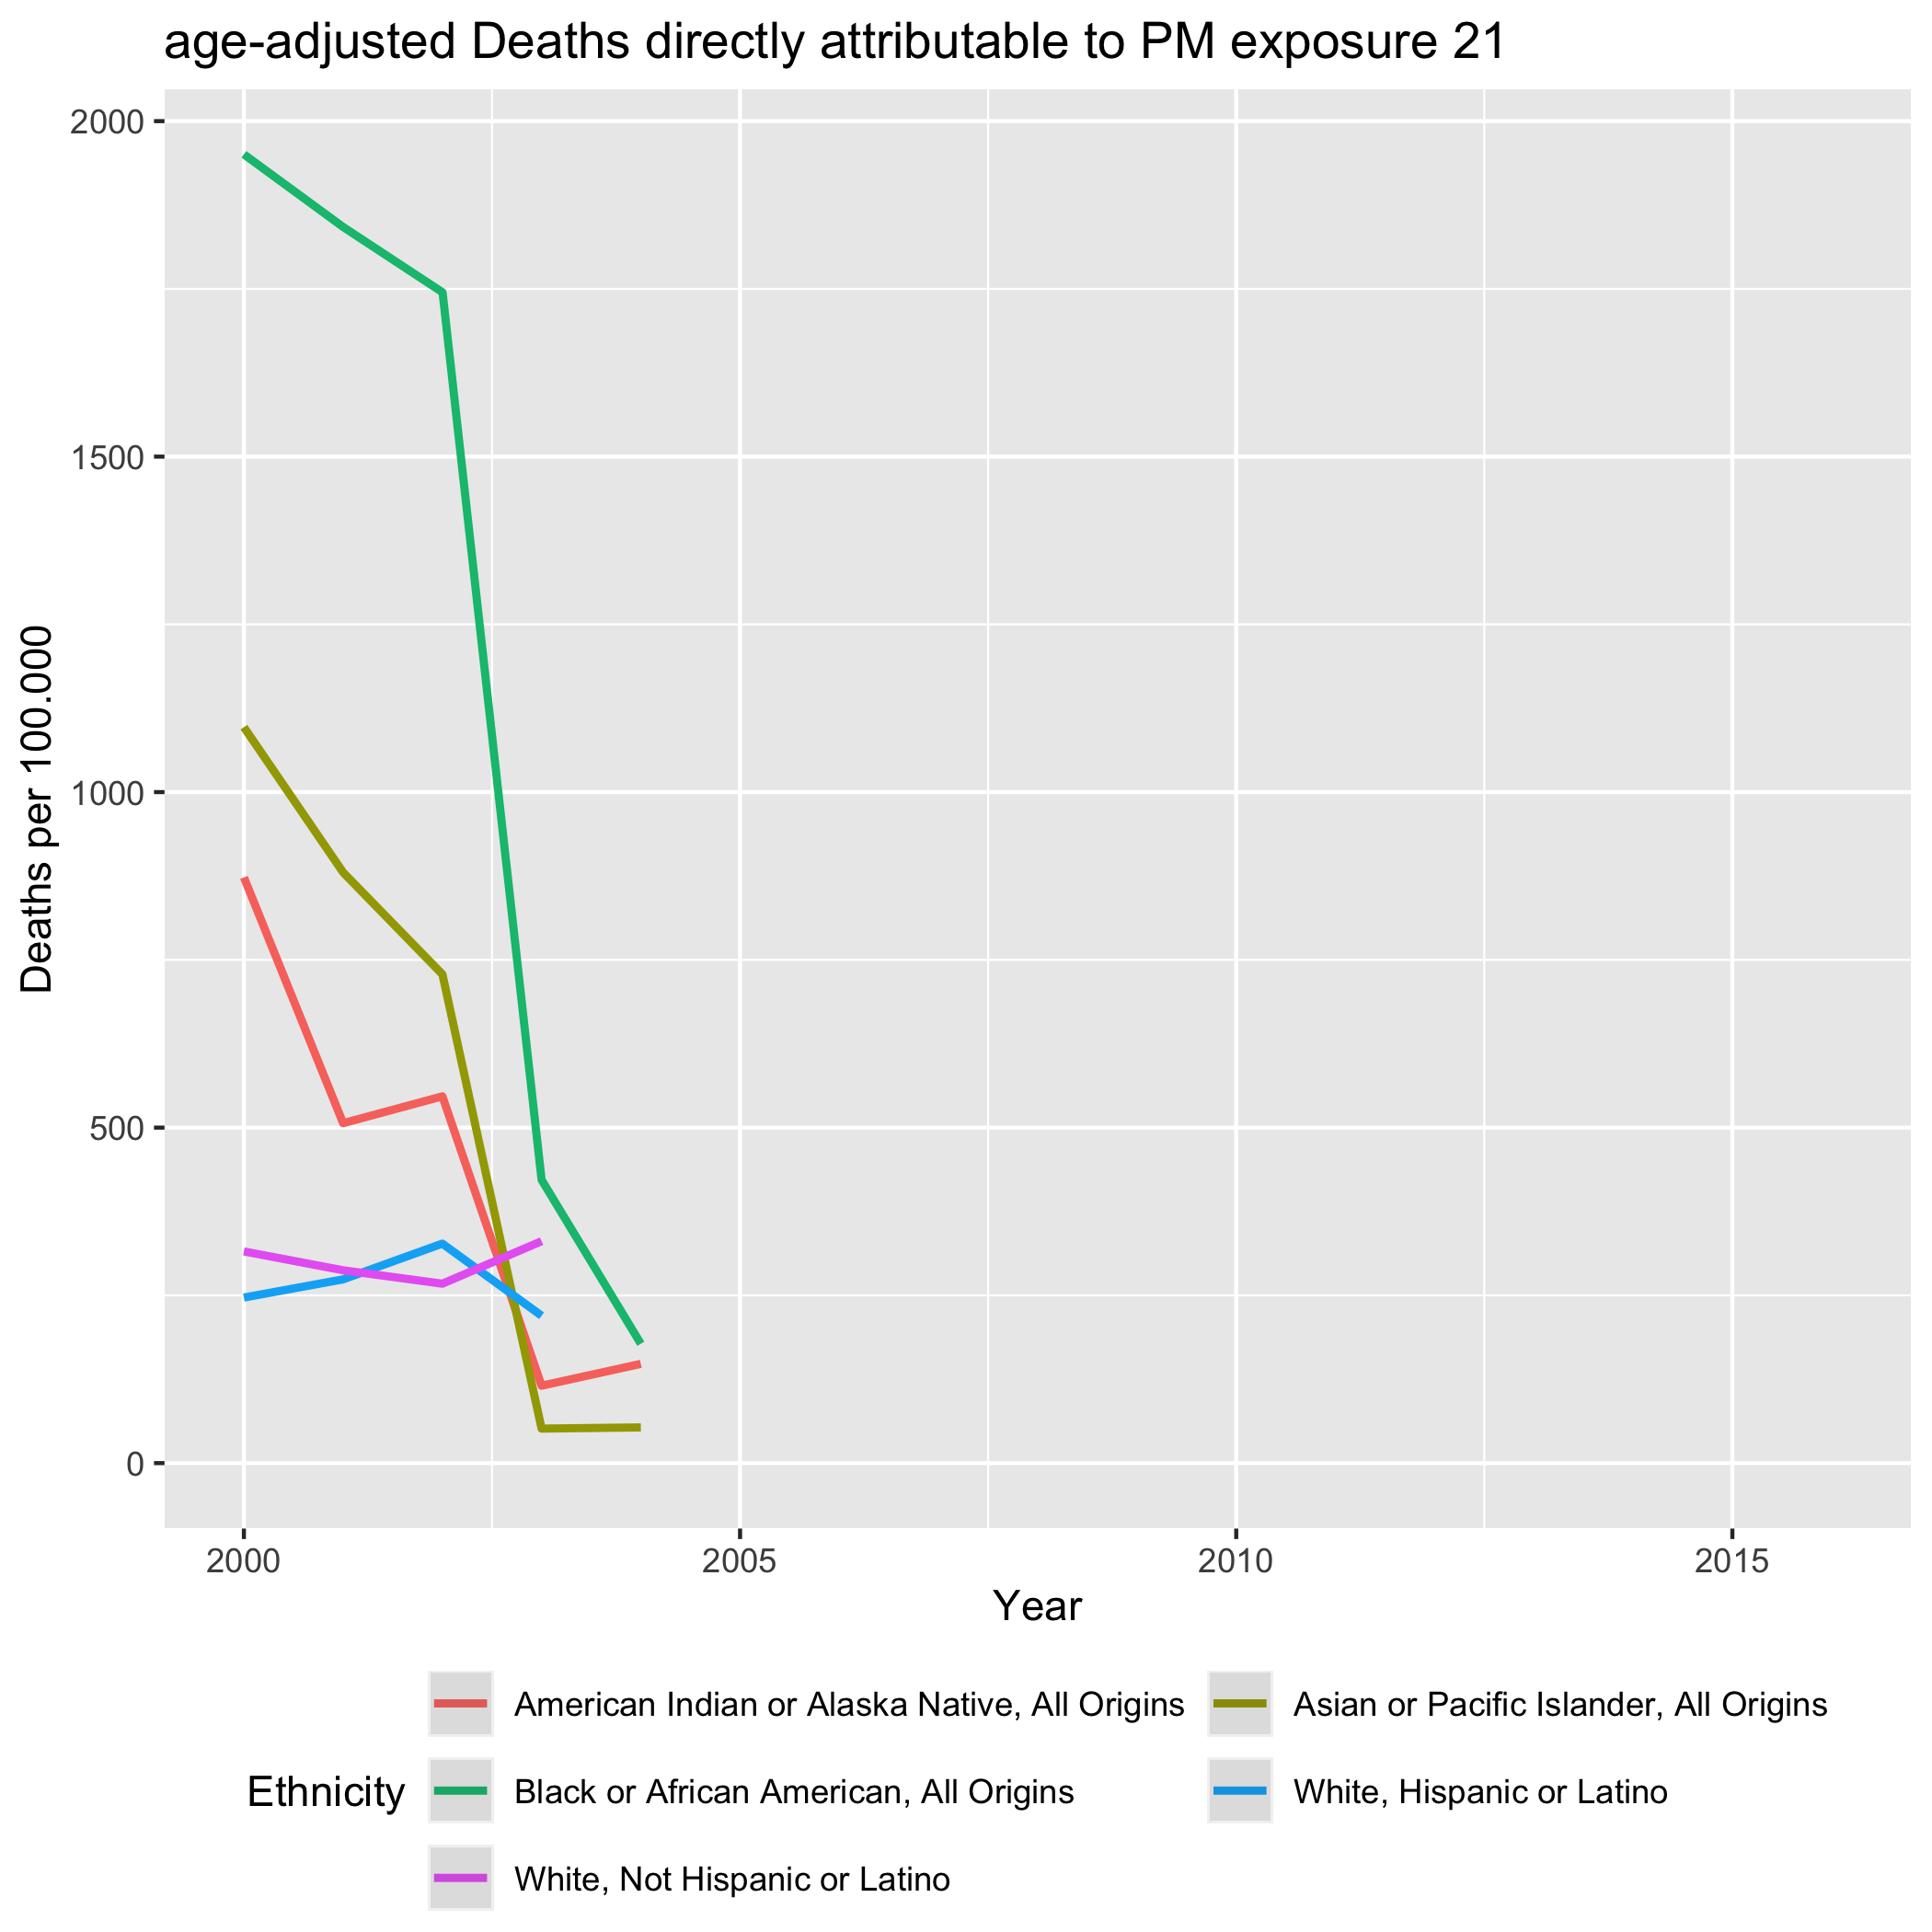 age-adjusted Deaths directly attributable to PM exposure 21
2000
1500
1000
500
0
Deaths per 100.000
2000 2005 2010 2015
Year
Ethnicity
American Indian or Alaska Native, All Origins
Asian or Pacific Islander, All Origins
Black or African American, All Origins
White, Hispanic or Latino
White, Not Hispanic or Latino